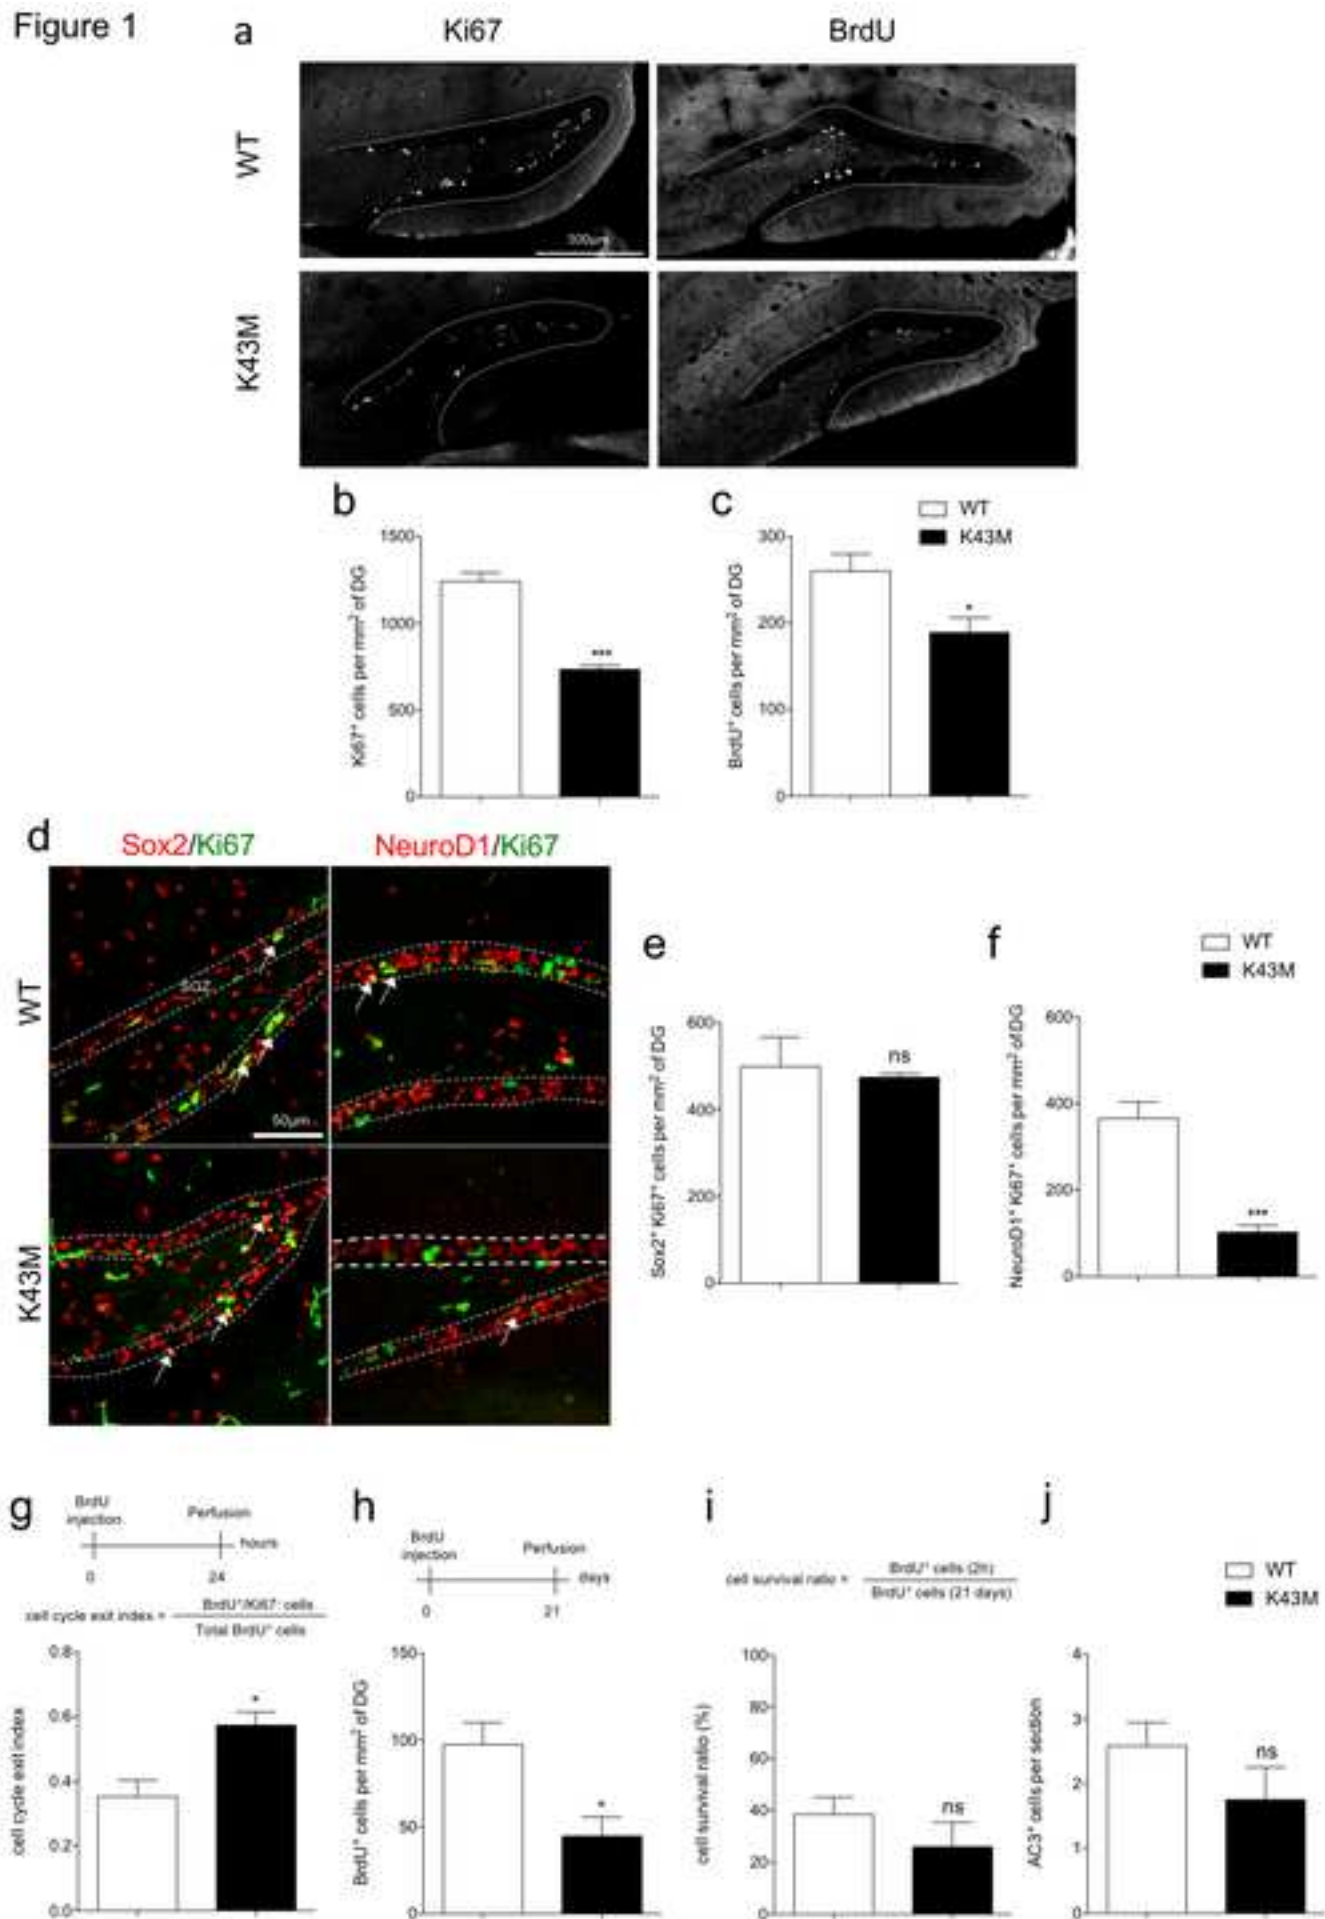 Figure 1
a
Ki67
BrdU
WT
300µm
K43M
b
c
WT
K43M
1500
1000
500
0
Ki67⁺ cells per mm² of DG
***
300
200
100
0
BrdU⁺ cells per mm² of DG
*
d
Sox2/Ki67
NeuroD1/Ki67
WT
SGZ
50µm
K43M
e
f
WT
K43M
600
400
200
0
Sox2⁺ Ki67⁺ cells per mm² of DG
ns
600
400
200
0
NeuroD1⁺ Ki67⁺ cells per mm² of DG
***
g
BrdU
injection
Perfusion
hours
0
24
cell cycle exit index =
BrdU⁺/Ki67⁻ cells
Total BrdU⁺ cells
0.8
0.6
0.4
0.2
0.0
cell cycle exit index
*
h
BrdU
injection
Perfusion
days
0
21
150
100
50
0
BrdU⁺ cells per mm² of DG
*
i
cell survival ratio =
BrdU⁺ cells (2h)
BrdU⁺ cells (21 days)
100
80
60
40
20
0
cell survival ratio (%)
ns
j
WT
K43M
4
3
2
1
0
AC3⁺ cells per section
ns